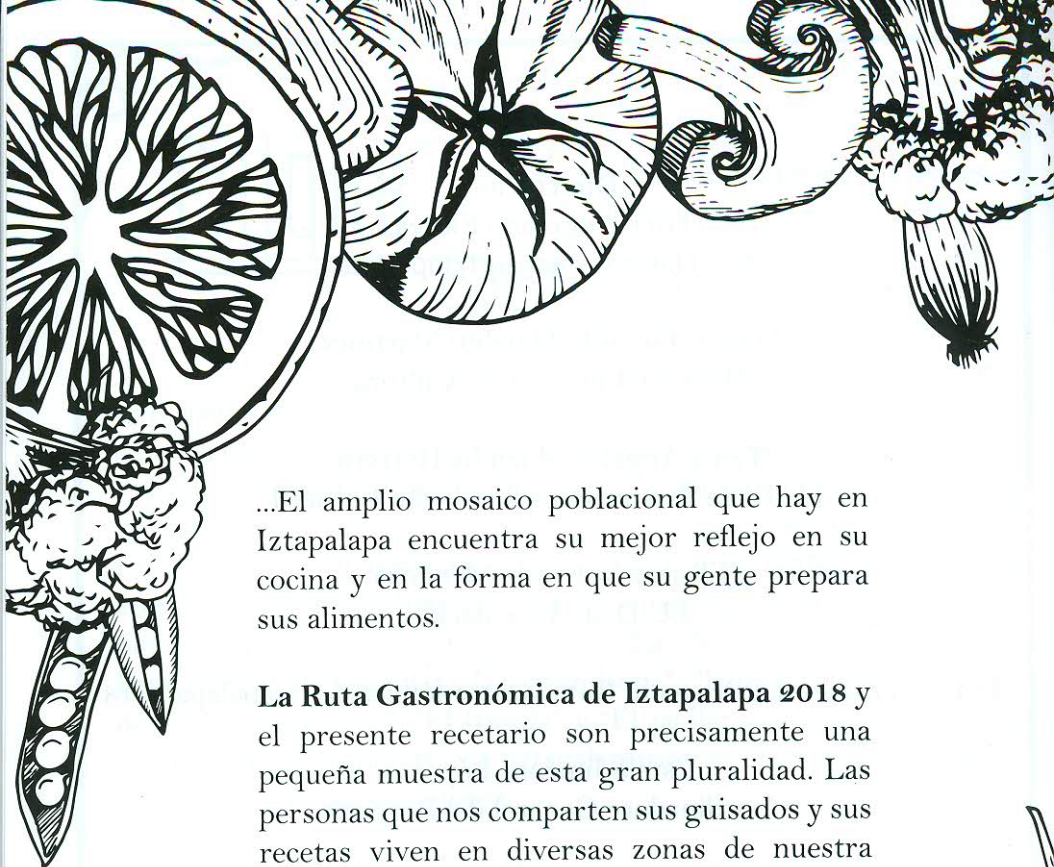 ...El amplio mosaico poblacional que hay en
Iztapalapa encuentra su mejor reflejo en su
cocina y en la forma en que su gente prepara
sus alimentos.
La Ruta Gastronómica de Iztapalapa 2018 y
el presente recetario son precisamente una
pequeña muestra de esta gran pluralidad. Las
personas que nos comparten sus guisados y sus
recetas viven en diversas zonas de nuestra